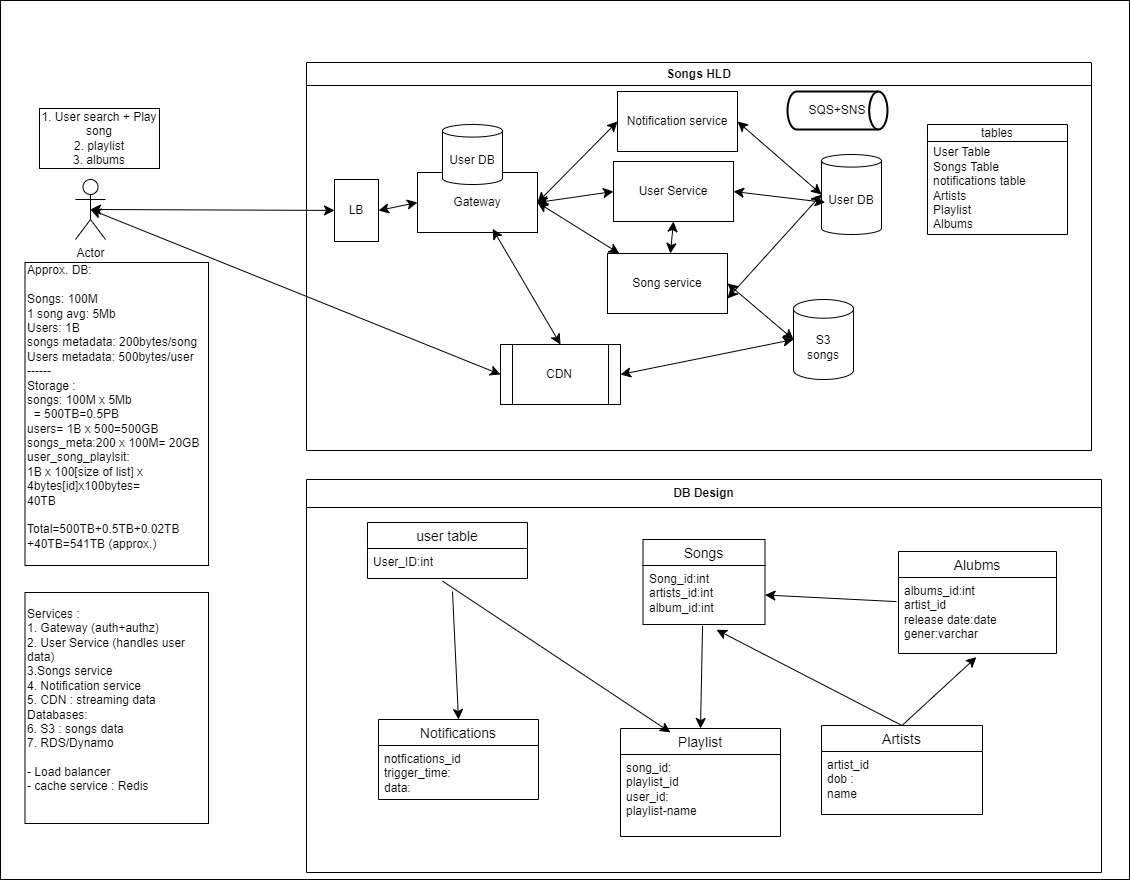 1. User search + Play
song
2. playlist
3. albums
Actor
Approx. DB:
Songs: 100M
1 song avg: 5Mb
Users: 1B
songs metadata: 200bytes/song
Users metadata: 500bytes/user
------
Storage :
songs: 100M x 5Mb
= 500TB=0.5PB
users= 1B x 500=500GB
songs_meta:200 x 100M= 20GB
user_song_playlsit:
1B x 100[size of list] x
4bytes[id]x100bytes=
40TB
Total=500TB+0.5TB+0.02TB
+40TB=541TB (approx.)
Services :
1. Gateway (auth+authz)
2. User Service (handles user
data)
3.Songs service
4. Notification service
5. CDN : streaming data
Databases:
6. S3 : songs data
7. RDS/Dynamo
- Load balancer
- cache service : Redis
Songs HLD
LB
User DB
Gateway
Notification service
User Service
Song service
CDN
SQS+SNS
User DB
S3
songs
tables
User Table
Songs Table
notifications table
Artists
Playlist
Albums
DB Design
user table
User_ID:int
Songs
Song_id:int
artists_id:int
album_id:int
Alubms
albums_id:int
artist_id
release date:date
gener:varchar
Notifications
notfications_id
trigger_time:
data:
Playlist
song_id:
playlist_id
user_id:
playlist-name
Artists
artist_id
dob :
name